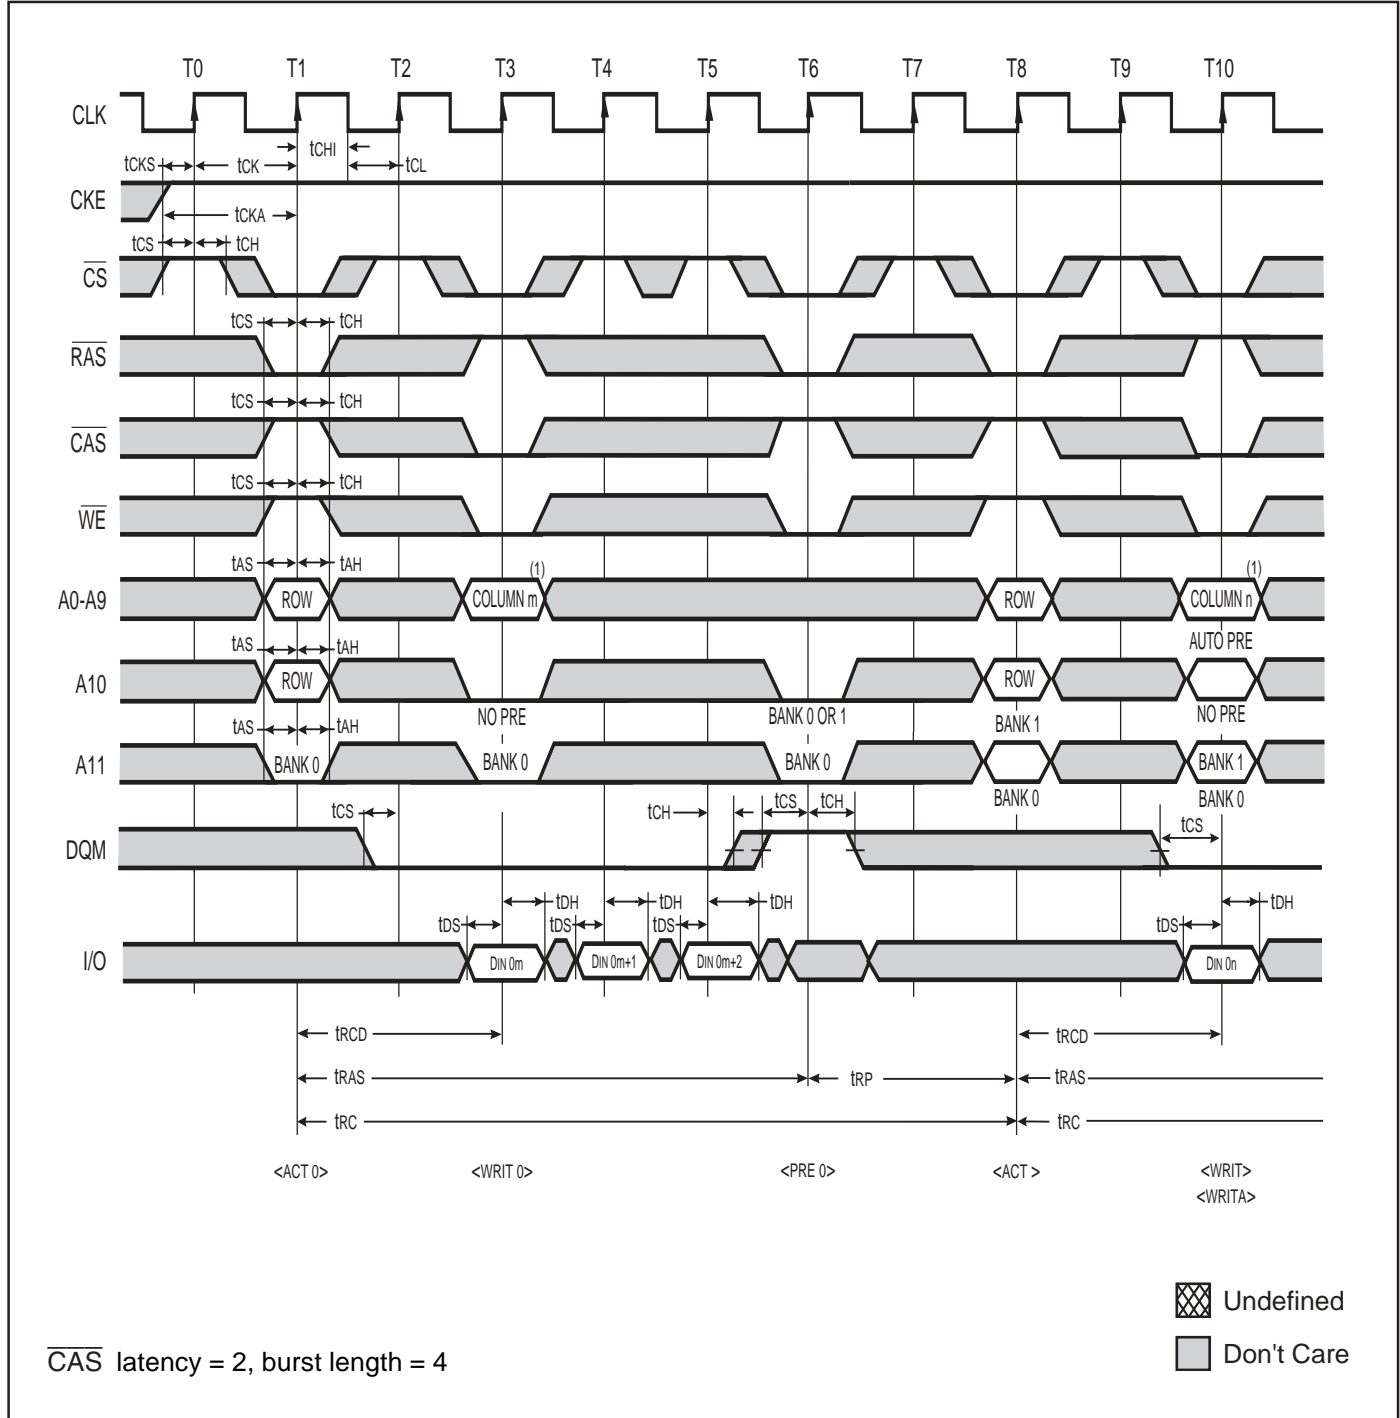 T0 T1 T2 T3 T4 T5 T6 T7 T8 T9 T10
CLK
tCHI
tCKS tCK tCL
CKE
tCKA
tCS tCH
CS
tCS tCH
RAS
tCS tCH
CAS
tCS tCH
WE
tAS tAH
(1) (1)
A0-A9 ROW COLUMN m ROW COLUMN n
tAS tAH AUTO PRE
A10 ROW ROW
NO PRE BANK 0 OR 1 BANK 1 NO PRE
tAS tAH
A11 BANK 0 BANK 0 BANK 0 BANK 1
BANK 0 BANK 0
tCS tCH tCS tCH tCS
DQM
tDH tDH tDH tDH
tDS tDS tDS tDS
I/O DIN 0m DIN 0m+1 DIN 0m+2 DIN 0n
tRCD tRCD
tRAS tRP tRAS
tRC tRC
<ACT 0> <WRIT 0> <PRE 0> <ACT > <WRIT>
<WRITA>
Undefined
Don't Care
CAS latency = 2, burst length = 4